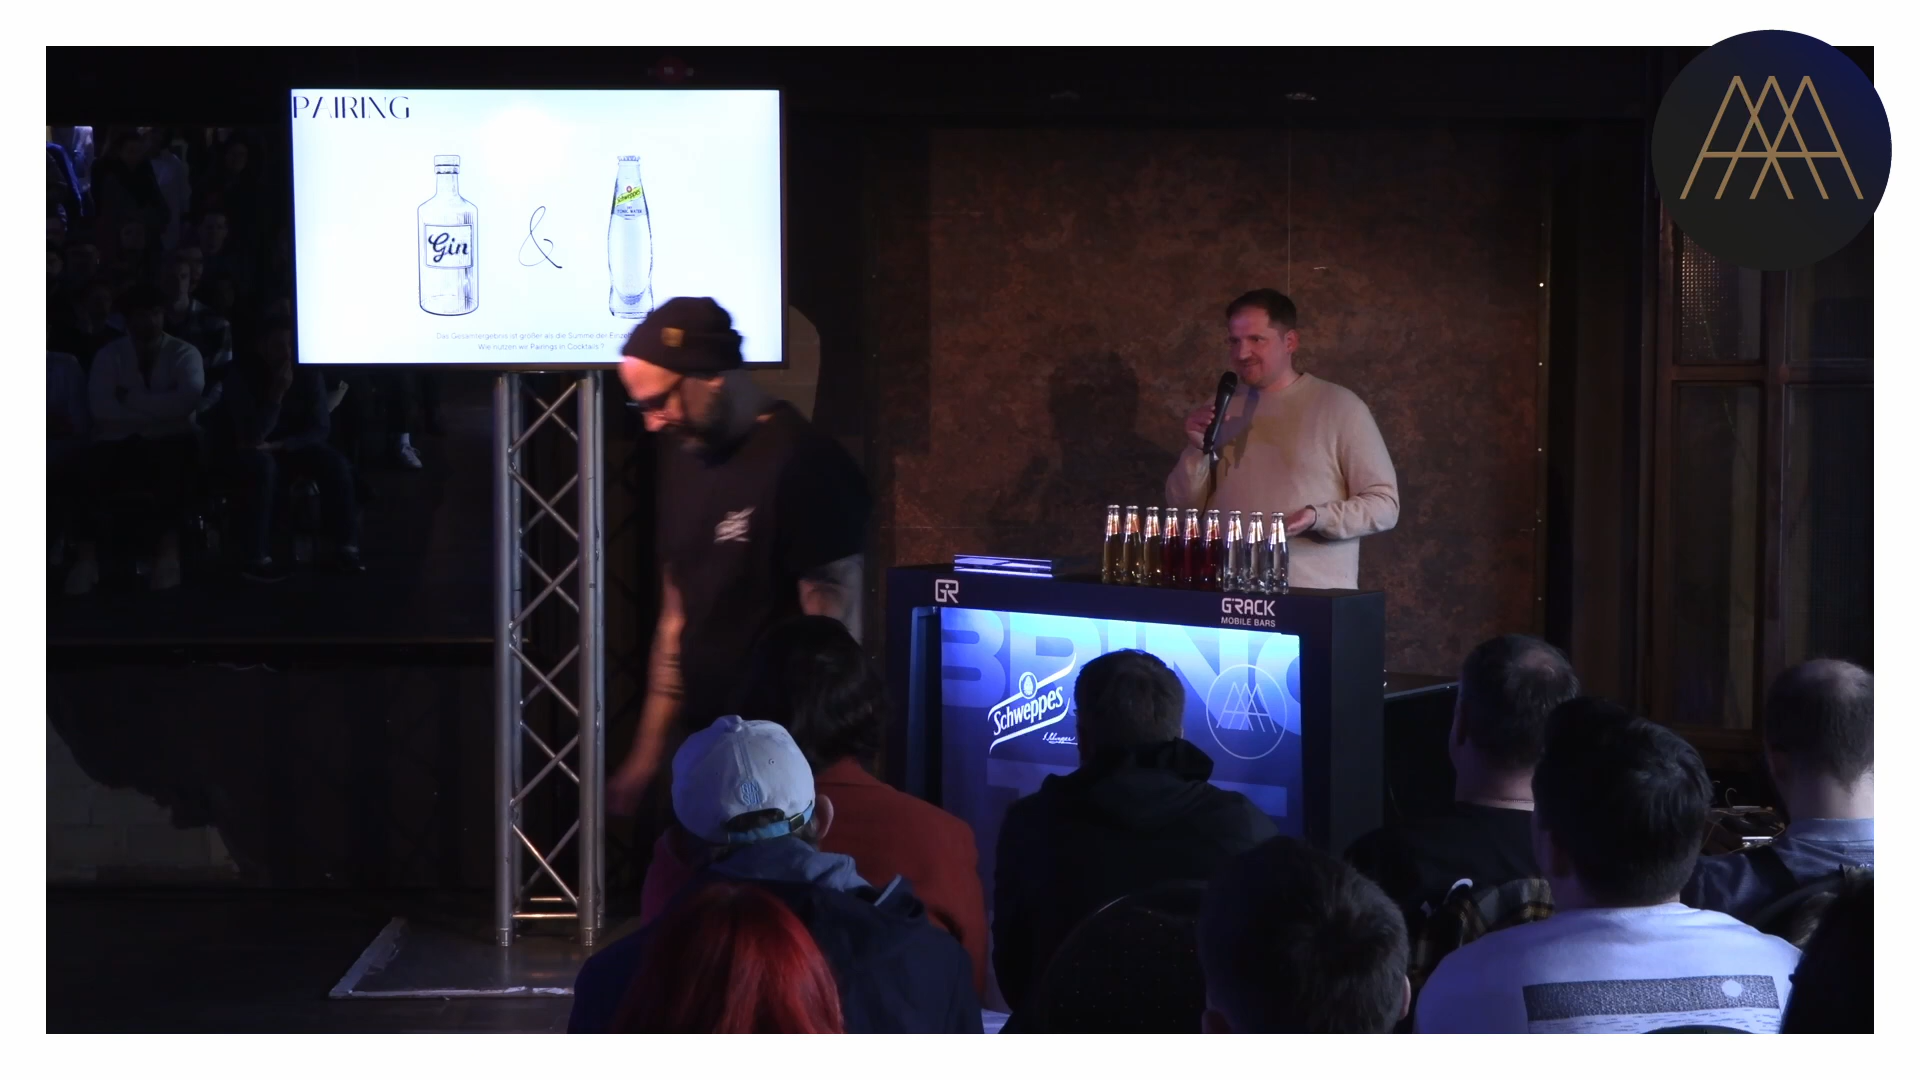 PAIRING
Gin
&
Schweppes
TONIC WATER
Das Gesamtergebnis ist größer als die Summe der
Wie nutzen wir Pairings in Cocktails ?
GR
GRACK
MOBILE BARS
BRING
Schweppes